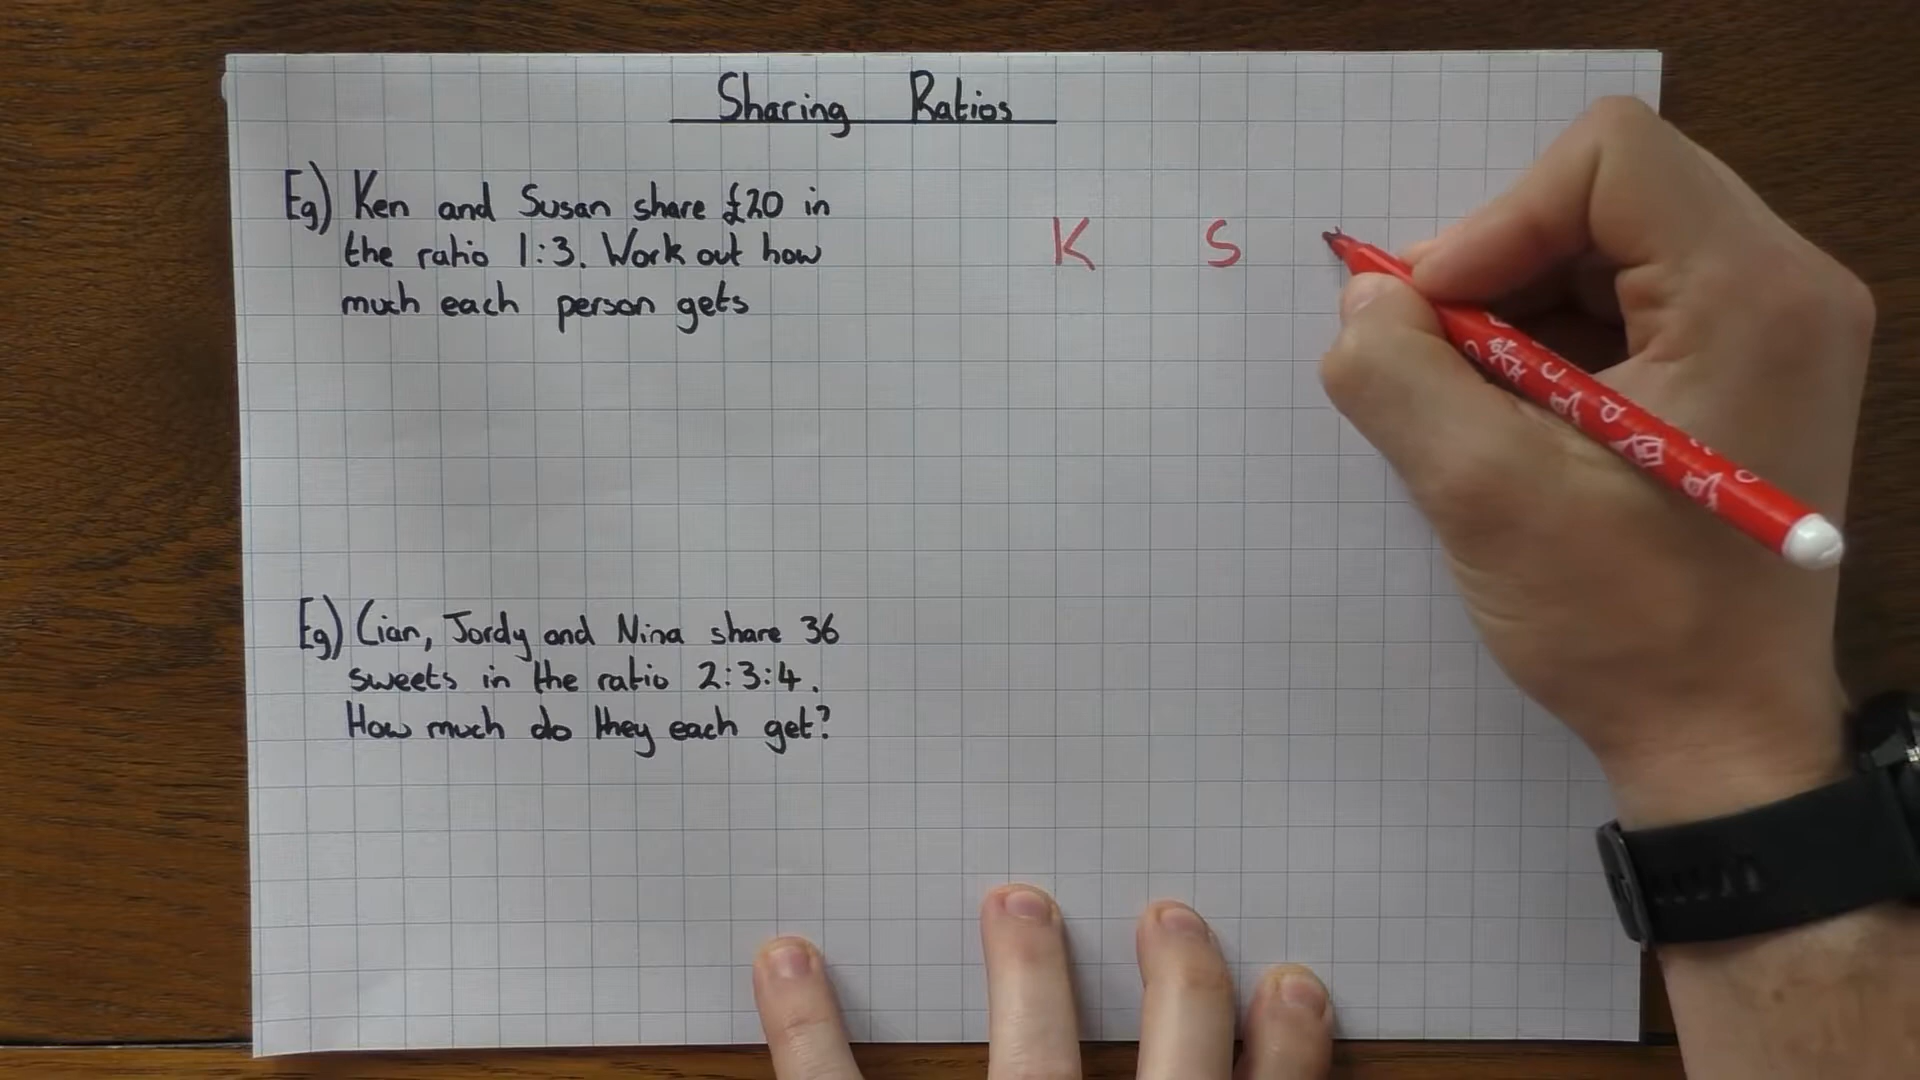 Sharing Ratios
Eg) Ken and Susan share £20 in
the ratio 1:3. Work out how
much each person gets
K S
Eg) Cian, Jordy and Nina share 36
sweets in the ratio 2:3:4.
How much do they each get?